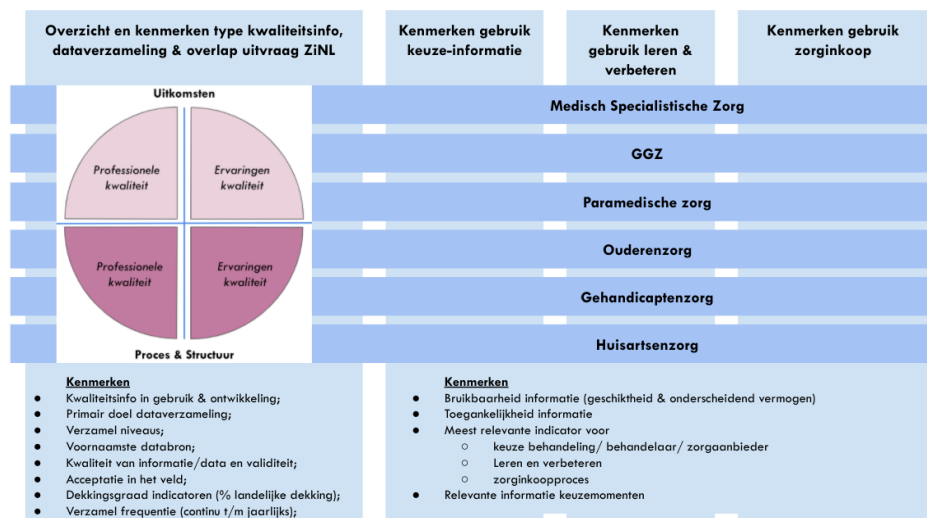 Overzicht en kenmerken type kwaliteitsinfo,
dataverzameling & overlap uitvraag ZiNL
Kenmerken gebruik
keuze-informatie
Kenmerken
gebruik leren &
verbeteren
Kenmerken gebruik
zorginkoop
Uitkomsten
Professionele
kwaliteit
Ervaringen
kwaliteit
Professionele
kwaliteit
Ervaringen
kwaliteit
Proces & Structuur
Medisch Specialistische Zorg
GGZ
Paramedische zorg
Ouderenzorg
Gehandicaptenzorg
Huisartsenzorg
Kenmerken
● Kwaliteitsinfo in gebruik & ontwikkeling;
● Primair doel dataverzameling;
● Verzamel niveaus;
● Voornaamste databron;
● Kwaliteit van informatie/data en validiteit;
● Acceptatie in het veld;
● Dekkingsgraad indicatoren (% landelijke dekking);
● Verzamel frequentie (continu t/m jaarlijks);
Kenmerken
● Bruikbaarheid informatie (geschiktheid & onderscheidend vermogen)
● Toegankelijkheid informatie
● Meest relevante indicator voor
○ keuze behandeling/ behandelaar/ zorgaanbieder
○ Leren en verbeteren
○ zorginkoopproces
● Relevante informatie keuzemomenten